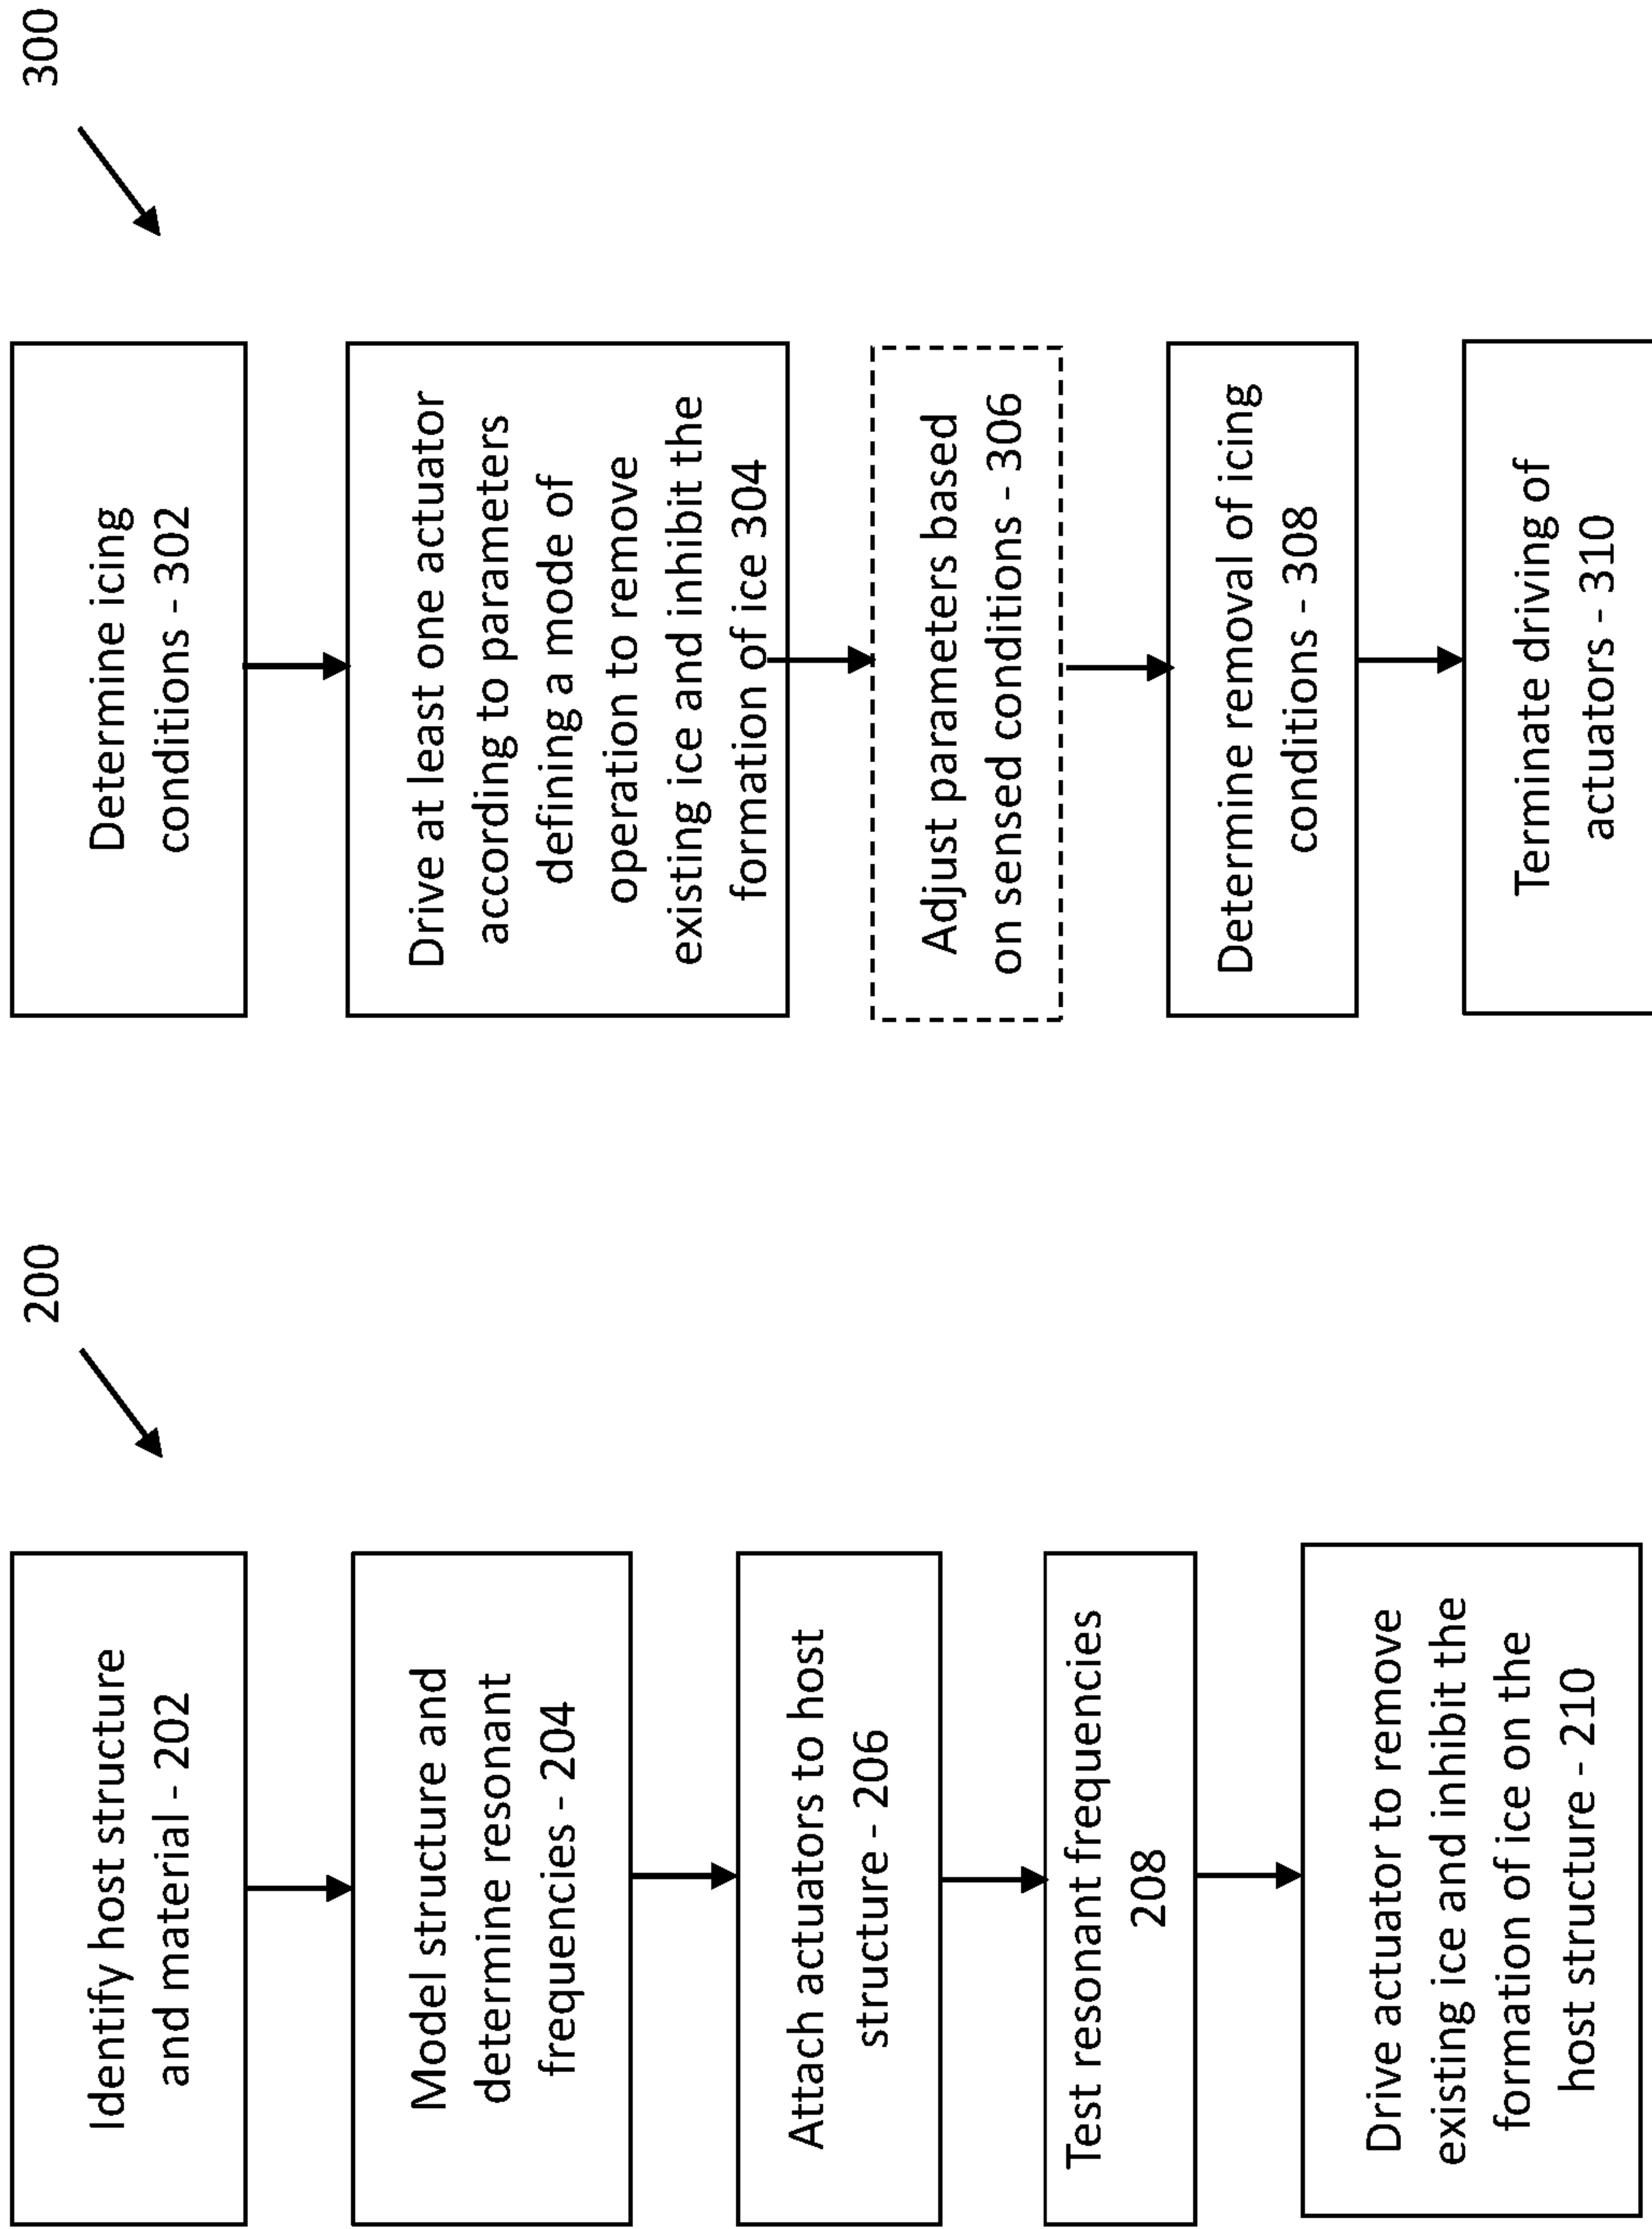 200
Identify host structure
and material - 202
Model structure and
determine resonant
frequencies - 204
Attach actuators to host
structure - 206
Test resonant frequencies
208
Drive actuator to remove
existing ice and inhibit the
formation of ice on the
host structure - 210
300
Determine icing
conditions - 302
Drive at least one actuator
according to parameters
defining a mode of
operation to remove
existing ice and inhibit the
formation of ice 304
Adjust parameters based
on sensed conditions - 306
Determine removal of icing
conditions - 308
Terminate driving of
actuators - 310